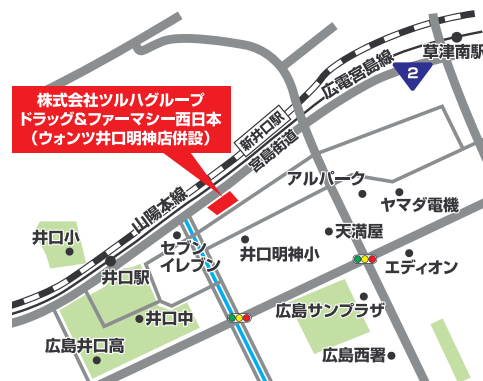 草津南駅
広電宮島線
2
株式会社ツルハグループ
ドラッグ&ファーマシー西日本
(ウォンツ井口明神店併設)
新井口駅
宮島街道
アルパーク
ヤマダ電機
山陽本線
天満屋
井口小
セブン
イレブン
井口明神小
エディオン
井口駅
広島サンプラザ
井口中
広島井口高
広島西署